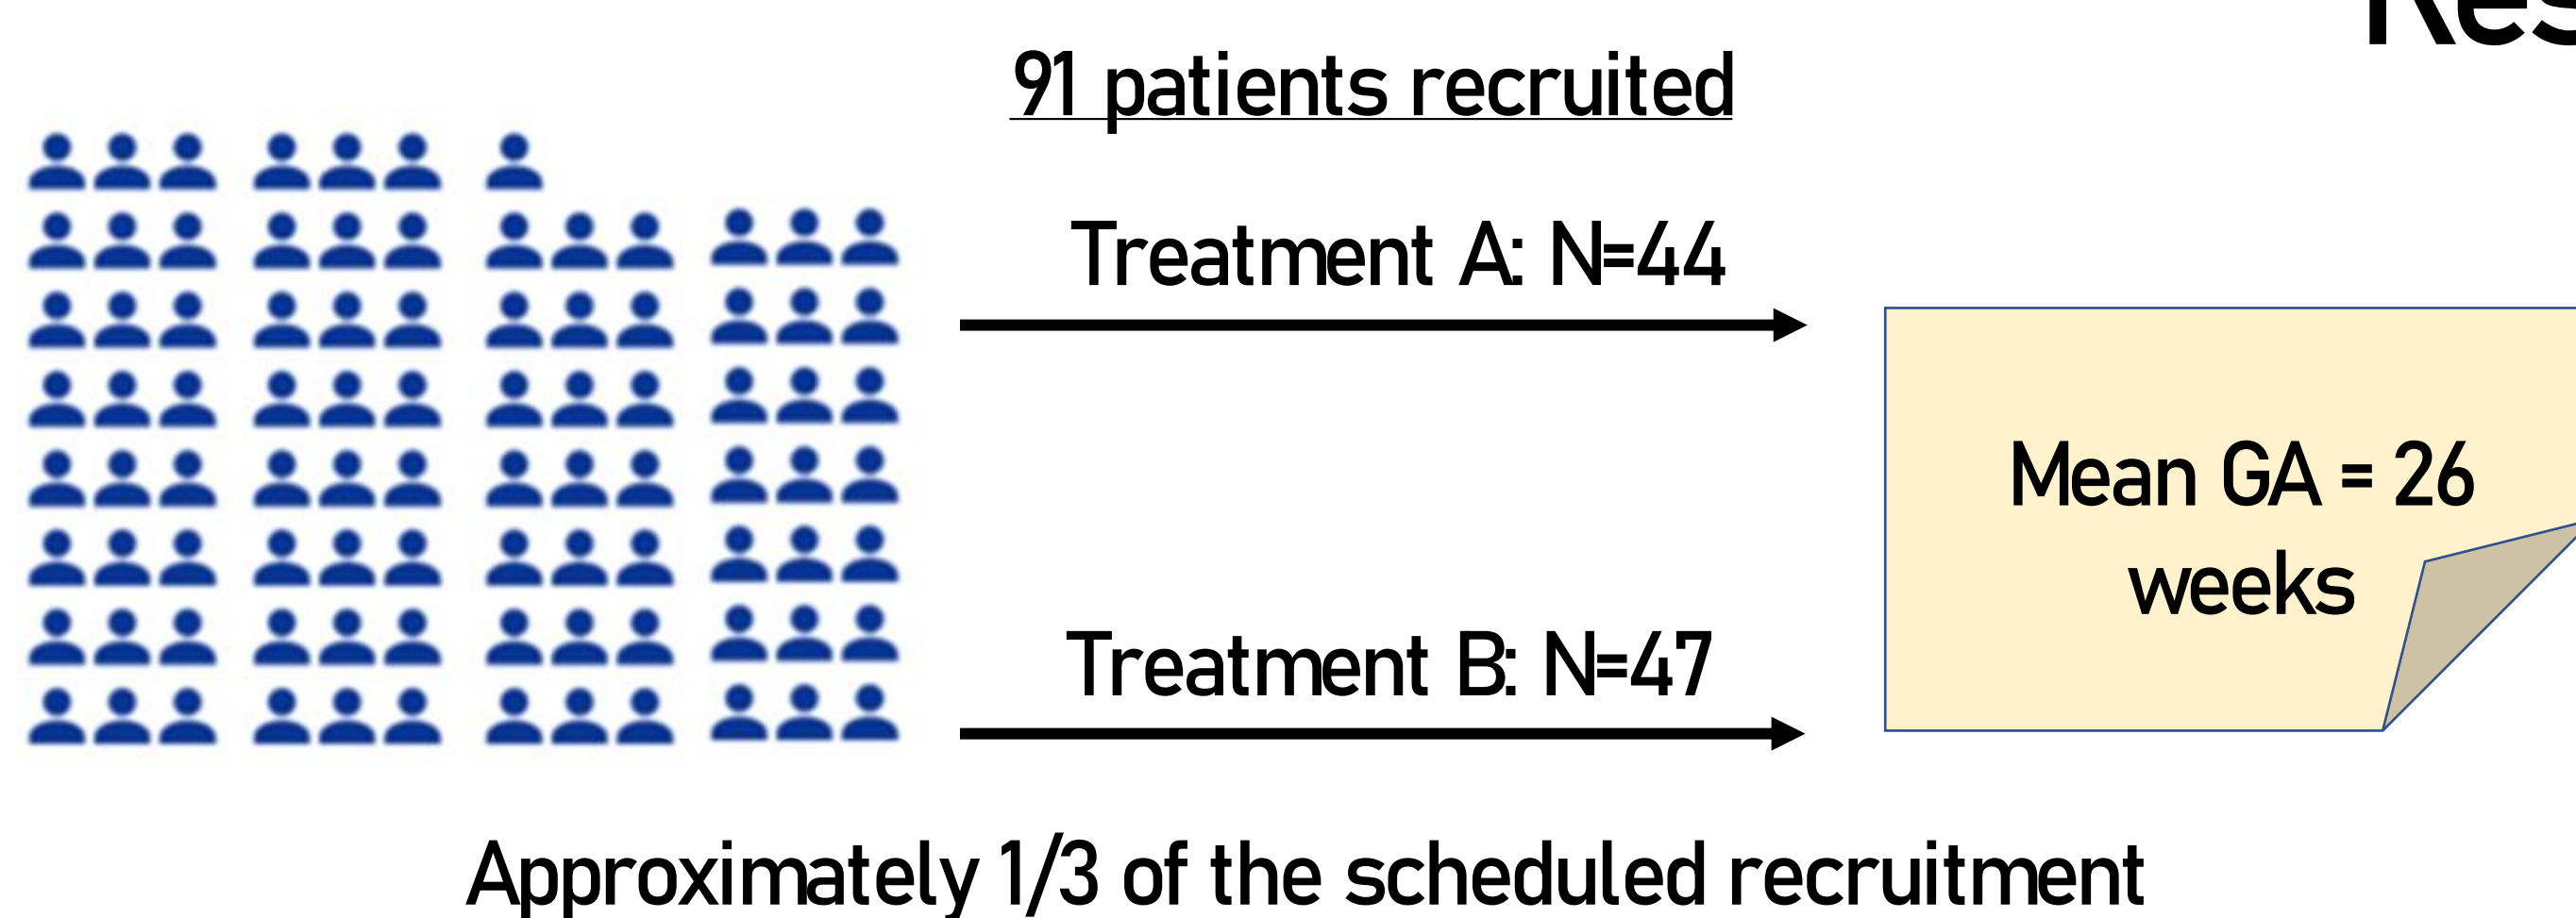 91 patients recruited
Treatment A: N=44
Mean GA = 26
weeks
Treatment B: N=47
Approximately 1/3 of the scheduled recruitment